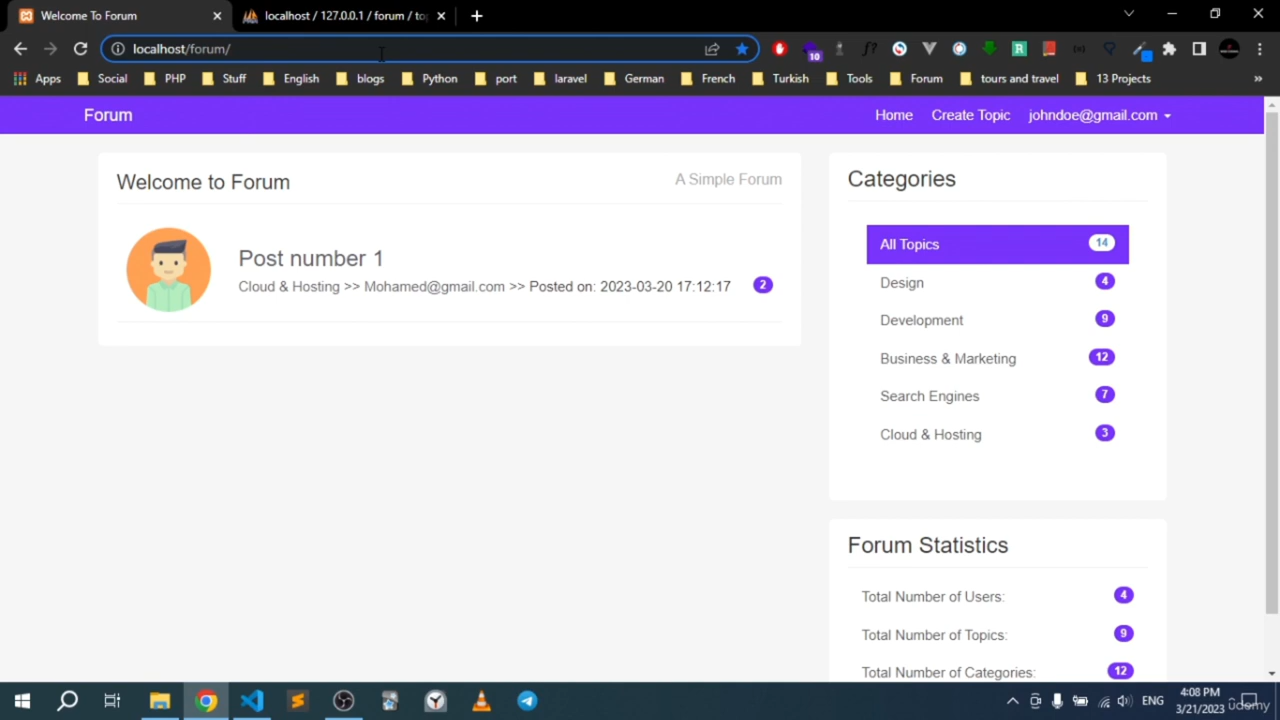 Welcome To Forum
localhost / 127.0.0.1 / forum / to
localhost/forum/
10
Apps Social PHP Stuff English blogs Python port laravel German French Turkish Tools Forum tours and travel 13 Projects »
Forum Home Create Topic johndoe@gmail.com
Welcome to Forum
A Simple Forum
Post number 1
Cloud & Hosting >> Mohamed@gmail.com >> Posted on: 2023-03-20 17:12:17 2
Categories
All Topics 14
Design 4
Development 9
Business & Marketing 12
Search Engines 7
Cloud & Hosting 3
Forum Statistics
Total Number of Users: 4
Total Number of Topics: 9
Total Number of Categories: 12
ENG
4:08 PM
3/21/2023
udemy